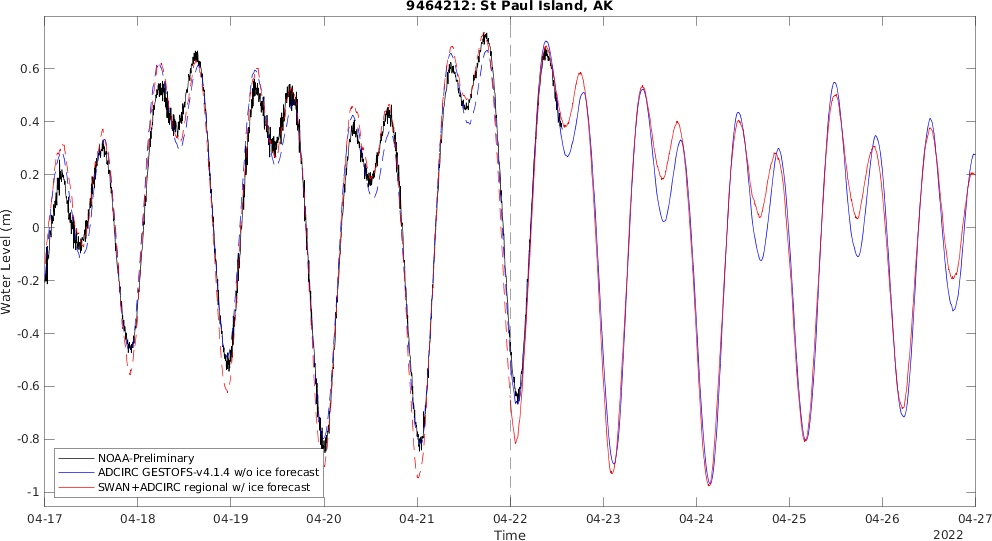 9464212: St Paul Island, AK
Water Level (m)
0.6
0.4
0.2
0
-0.2
-0.4
-0.6
-0.8
-1
NOAA-Preliminary
ADCIRC GESTOFS-v4.1.4 w/o ice forecast
SWAN+ADCIRC regional w/ ice forecast
04-17 04-18 04-19 04-20 04-21 04-22 04-23 04-24 04-25 04-26 04-27
Time
2022